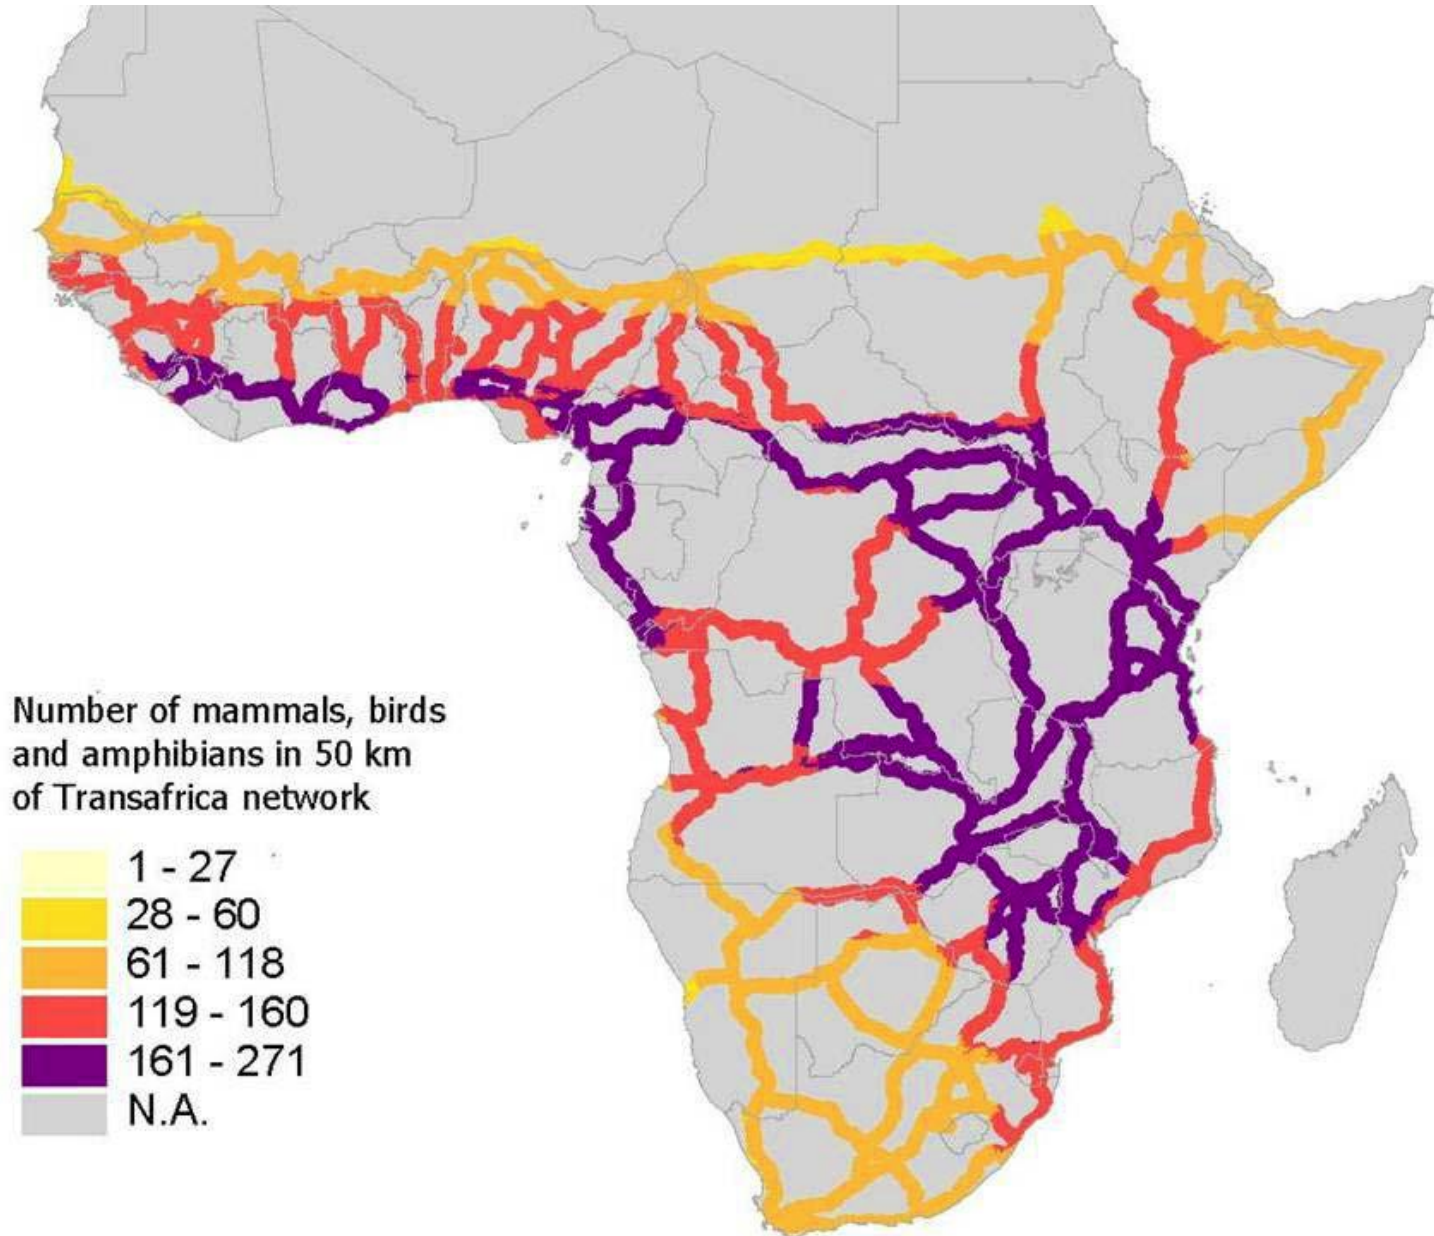 Number of mammals, birds
and amphibians in 50 km
of Transafrica network
1 - 27
28 - 60
61 - 118
119 - 160
161 - 271
N.A.